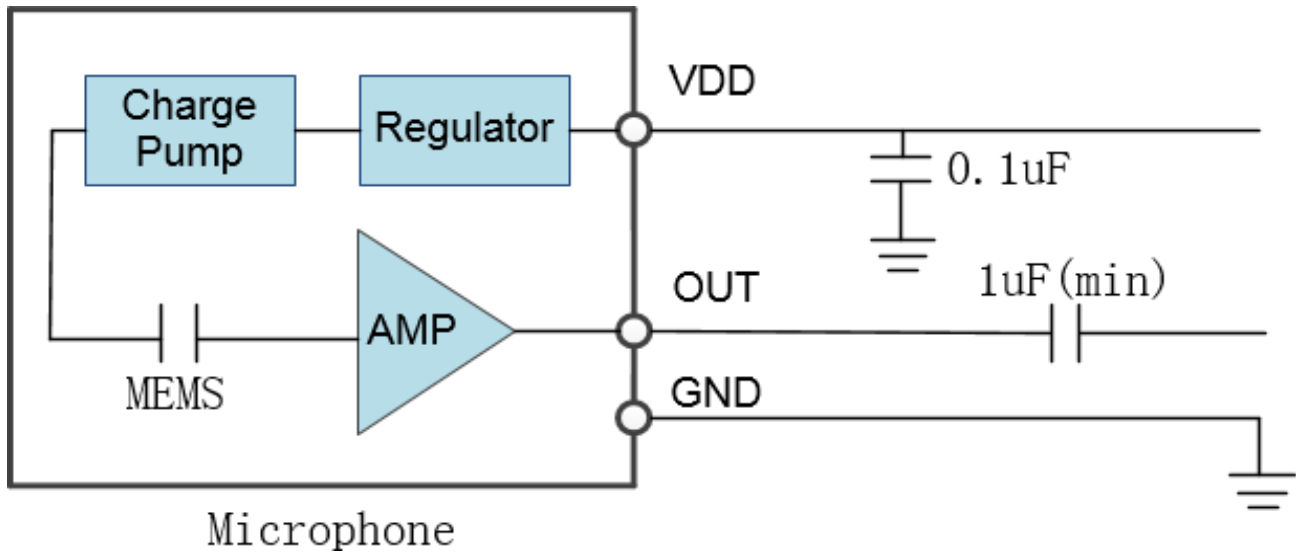 Charge
Pump
Regulator
VDD
0.1uF
OUT
1uF(min)
AMP
MEMS
GND
Microphone